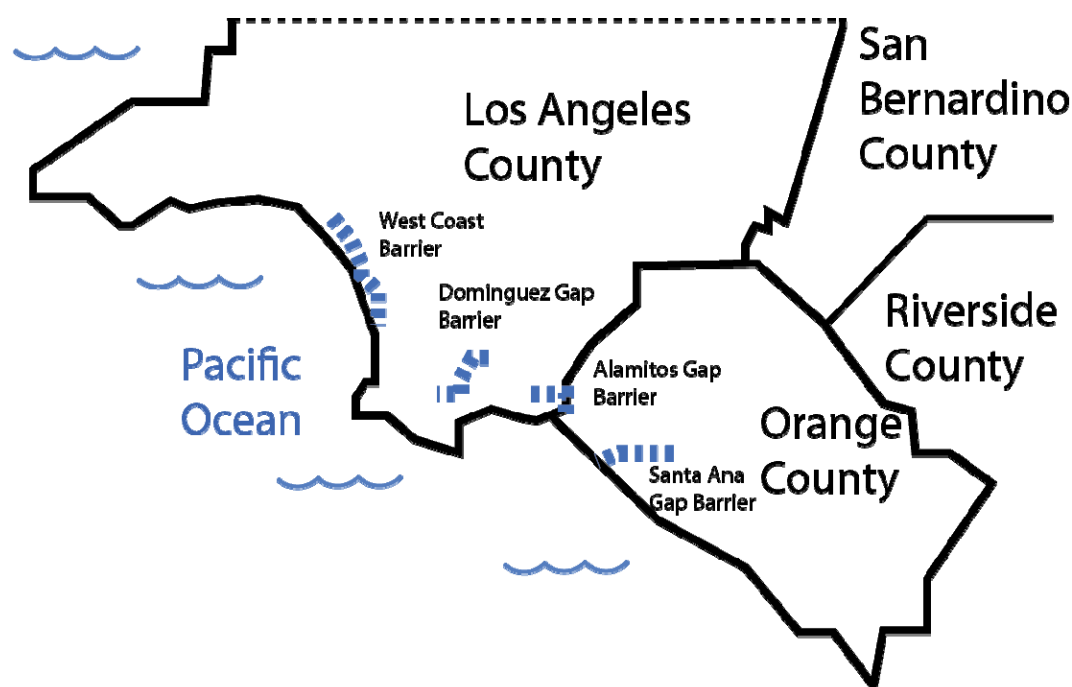 San
Bernardino
County
Los Angeles
County
West Coast
Barrier
Dominguez Gap
Barrier
Riverside
County
Pacific
Ocean
Alamitos Gap
Barrier
Orange
County
Santa Ana
Gap Barrier